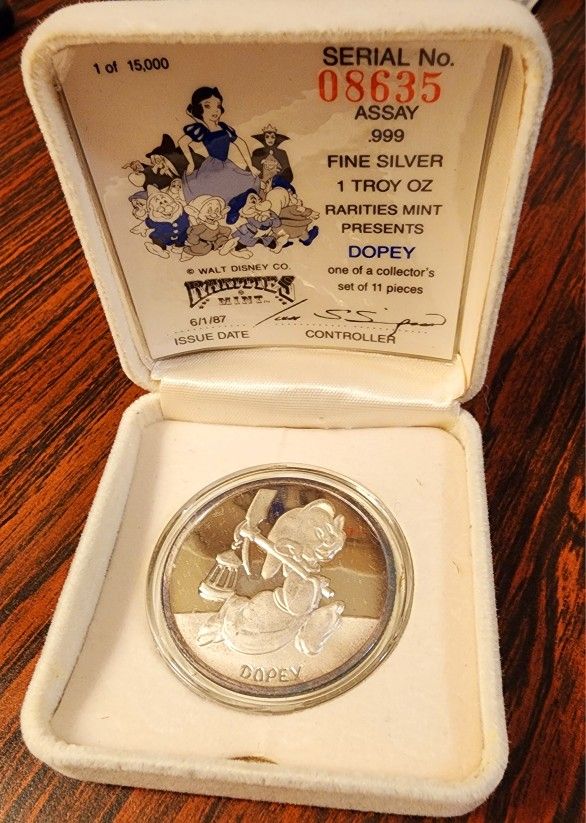 1 of 15,000
SERIAL No.
08635
ASSAY
.999
FINE SILVER
1 TROY OZ
RARITIES MINT
PRESENTS
DOPEY
one of a collector's
set of 11 pieces
© WALT DISNEY CO.
RARITIES
MINT™
6/1/87
ISSUE DATE
CONTROLLER
DOPEY